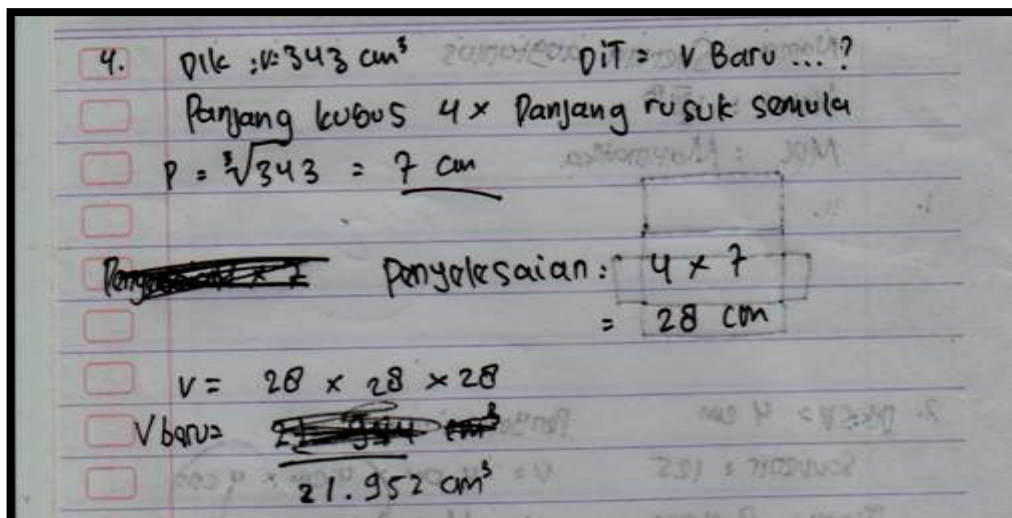 4. Dik : V= 343 cm³ DiT = V Baru ...?
Panjang kubus 4 x Panjang rusuk semula
P = ³√343 = 7 cm
Penyelesaian : 4 x 7
= 28 cm
V = 28 x 28 x 28
V baru =
21.952 cm³